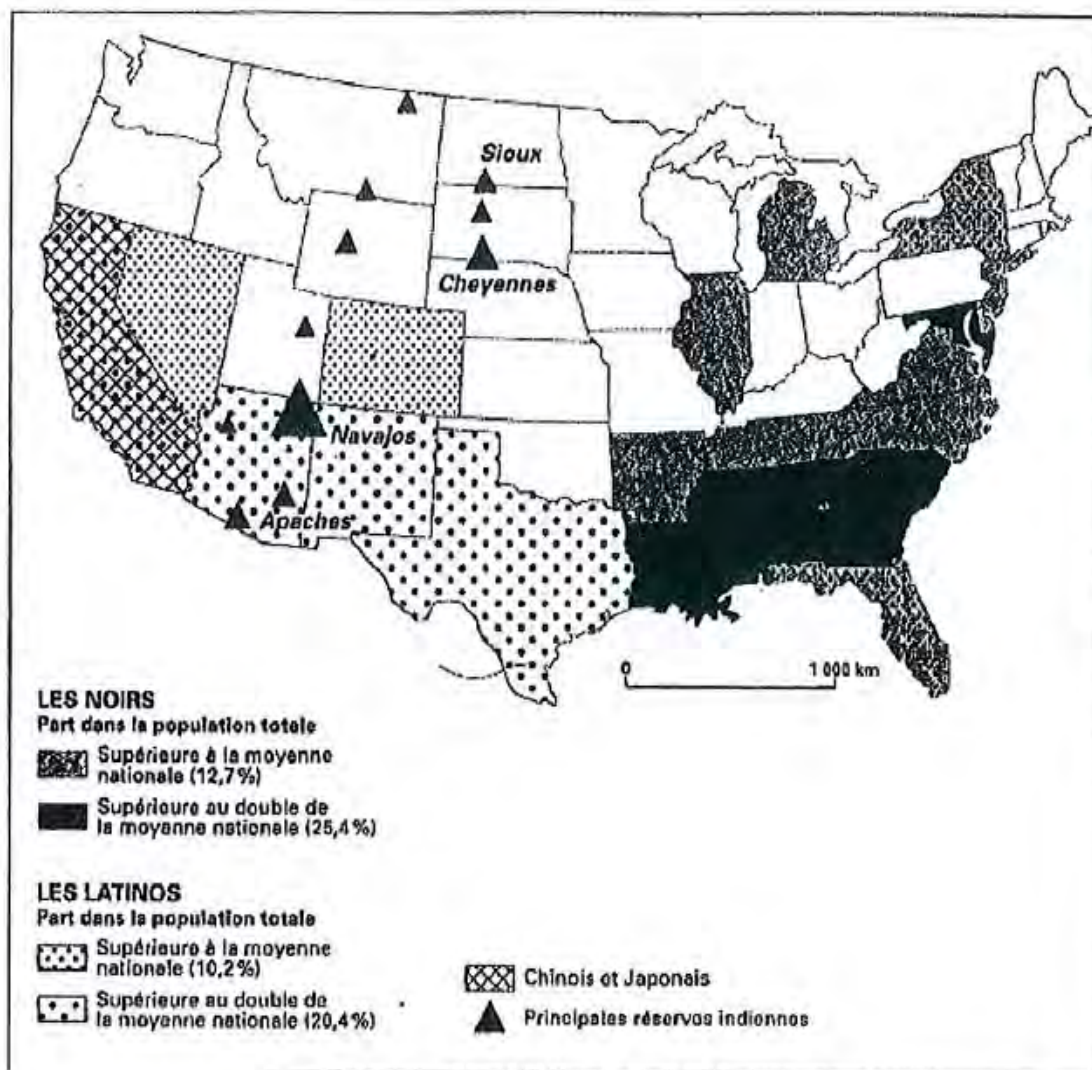 Sioux
Cheyennes
Navajos
Apaches
0 1 000 km
LES NOIRS
Part dans la population totale
Supérieure à la moyenne
nationale (12,7%)
Supérieure au double de
la moyenne nationale (25,4%)
LES LATINOS
Part dans la population totale
Supérieure à la moyenne
nationale (10,2%)
Supérieure au double de
la moyenne nationale (20,4%)
Chinois et Japonais
Principales réserves indiennes